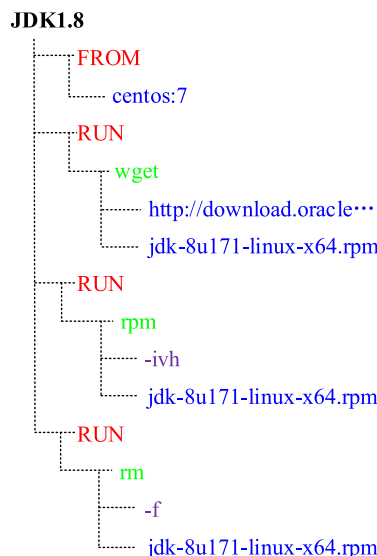 JDK1.8
FROM
centos:7
RUN
wget
http://download.oracle…
jdk-8u171-linux-x64.rpm
RUN
rpm
-ivh
jdk-8u171-linux-x64.rpm
RUN
rm
-f
jdk-8u171-linux-x64.rpm